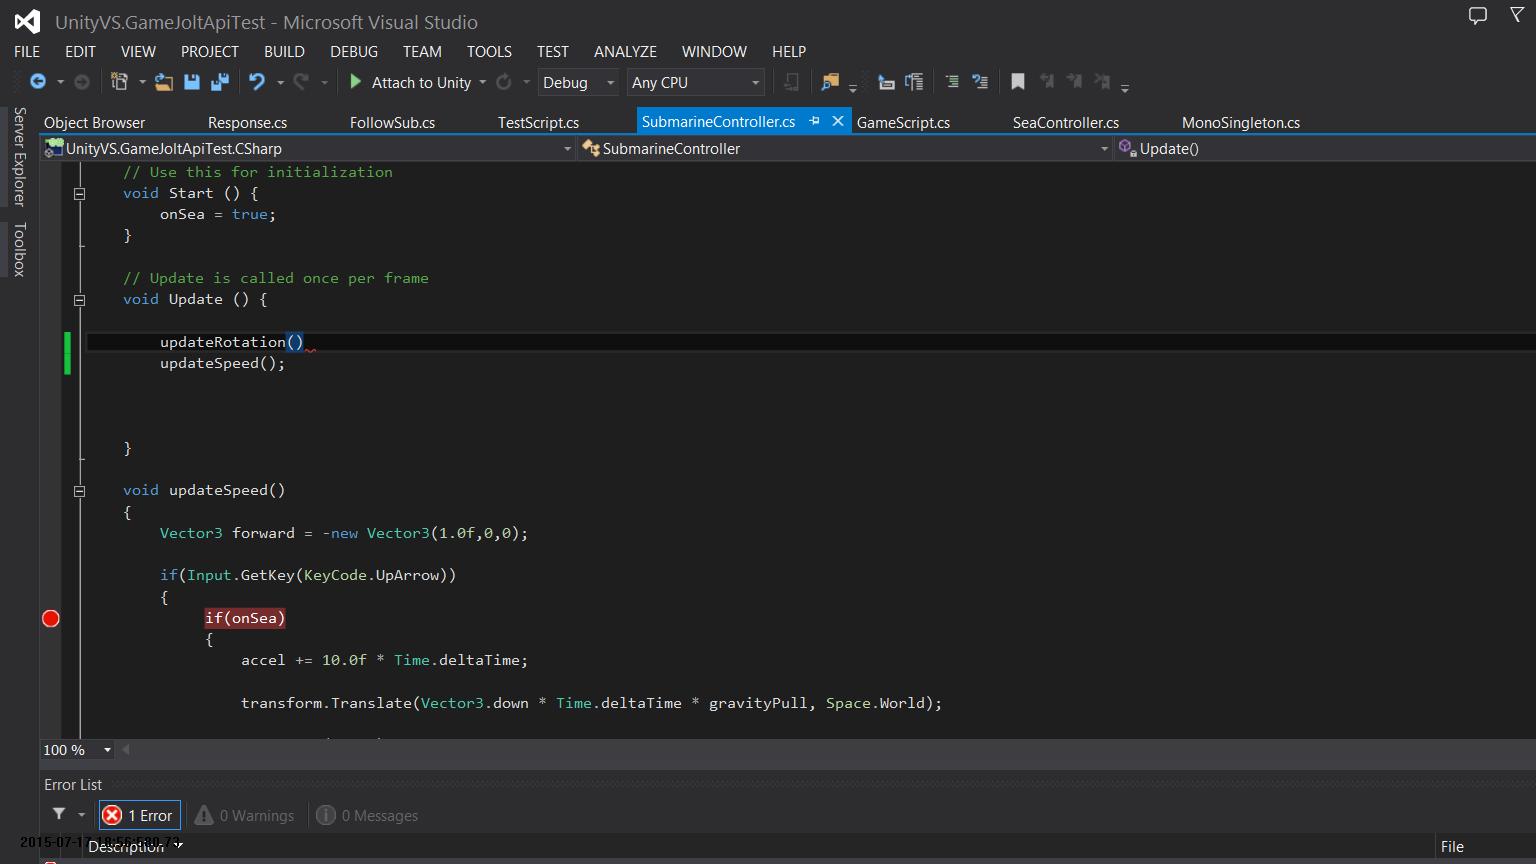 UnityVS.GameJoltApiTest - Microsoft Visual Studio
FILE EDIT VIEW PROJECT BUILD DEBUG TEAM TOOLS TEST ANALYZE WINDOW HELP
Attach to Unity Debug Any CPU
Server Explorer
Toolbox
Object Browser Response.cs FollowSub.cs TestScript.cs SubmarineController.cs GameScript.cs SeaController.cs MonoSingleton.cs
UnityVS.GameJoltApiTest.CSharp SubmarineController Update()
// Use this for initialization
void Start () {
onSea = true;
}
// Update is called once per frame
void Update () {
updateRotation()
updateSpeed();
}
void updateSpeed()
{
Vector3 forward = -new Vector3(1.0f,0,0);
if(Input.GetKey(KeyCode.UpArrow))
{
if(onSea)
{
accel += 10.0f * Time.deltaTime;
transform.Translate(Vector3.down * Time.deltaTime * gravityPull, Space.World);
100 %
Error List
1 Error 0 Warnings 0 Messages
2015-07-17
Description File